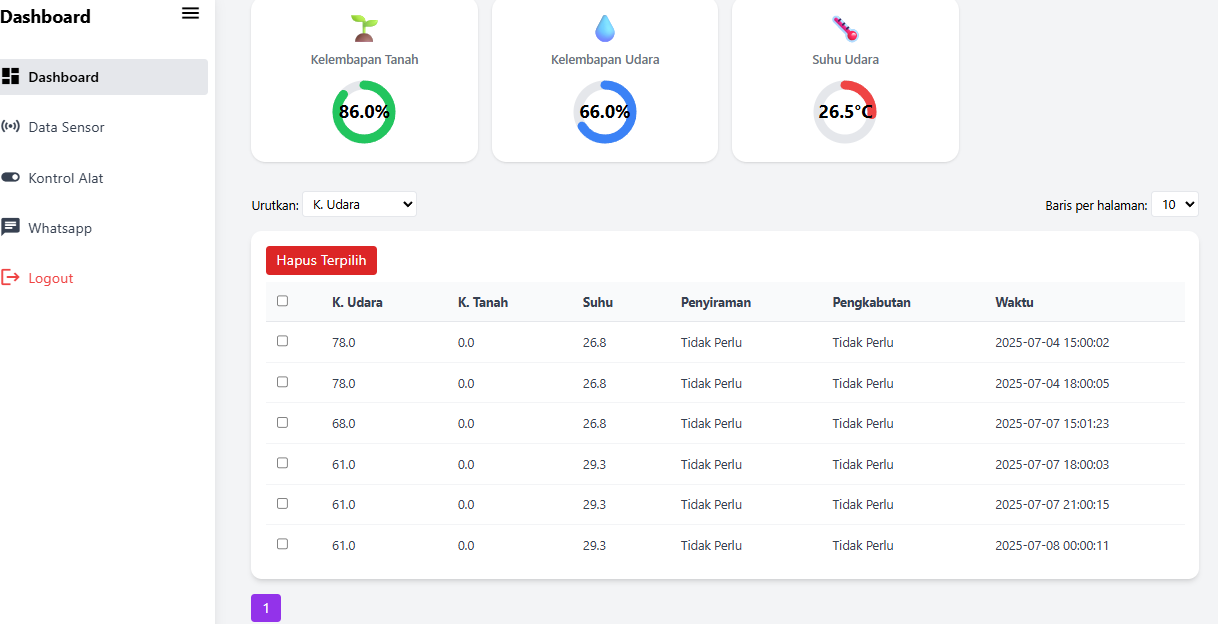 Dashboard
Dashboard
Data Sensor
Kontrol Alat
Whatsapp
Logout
Kelembapan Tanah
86.0%
Kelembapan Udara
66.0%
Suhu Udara
26.5°C
Urutkan: K. Udara
Baris per halaman: 10
Hapus Terpilih
K. Udara K. Tanah Suhu Penyiraman Pengkabutan Waktu
78.0 0.0 26.8 Tidak Perlu Tidak Perlu 2025-07-04 15:00:02
78.0 0.0 26.8 Tidak Perlu Tidak Perlu 2025-07-04 18:00:05
68.0 0.0 26.8 Tidak Perlu Tidak Perlu 2025-07-07 15:01:23
61.0 0.0 29.3 Tidak Perlu Tidak Perlu 2025-07-07 18:00:03
61.0 0.0 29.3 Tidak Perlu Tidak Perlu 2025-07-07 21:00:15
61.0 0.0 29.3 Tidak Perlu Tidak Perlu 2025-07-08 00:00:11
1